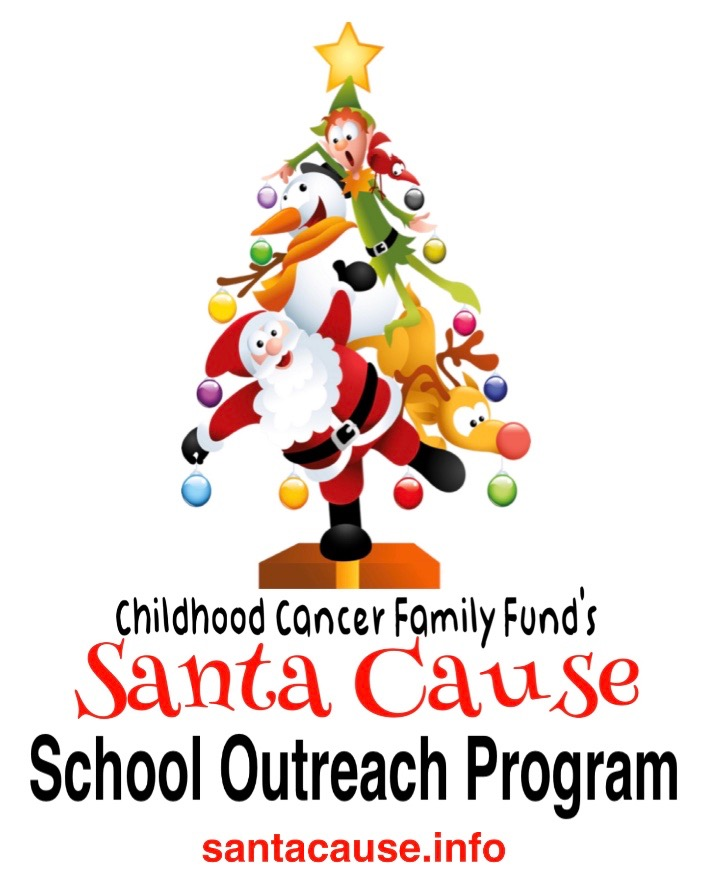 Childhood Cancer Family Fund's
Santa Cause
School Outreach Program
santacause.info